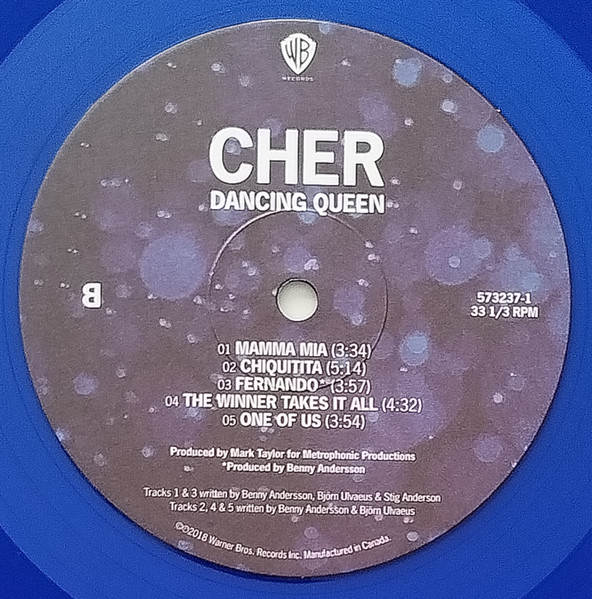 WB
RECORDS
CHER
DANCING QUEEN
B
573237-1
33 1/3 RPM
01 MAMMA MIA (3:34)
02 CHIQUITITA (5:14)
03 FERNANDO* (3:57)
04 THE WINNER TAKES IT ALL (4:32)
05 ONE OF US (3:54)
Produced by Mark Taylor for Metrophonic Productions
*Produced by Benny Andersson
Tracks 1 & 3 written by Benny Andersson, Björn Ulvaeus & Stig Anderson
Tracks 2, 4 & 5 written by Benny Andersson & Björn Ulvaeus
©℗2018 Warner Bros. Records Inc. Manufactured in Canada.